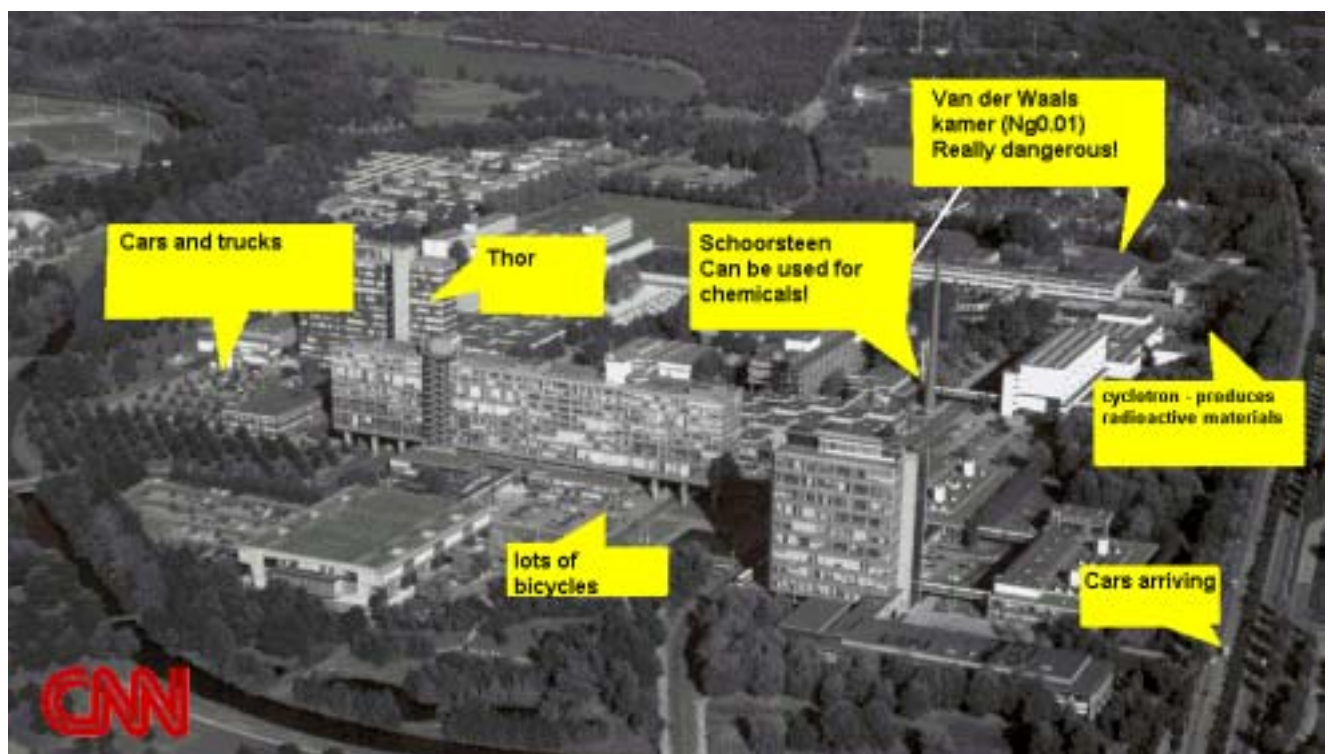 Van der Waals
kamer (Ng0.01)
Really dangerous!
Cars and trucks
Thor
Schoorsteen
Can be used for
chemicals!
cyclotron - produces
radioactive materials
lots of
bicycles
Cars arriving
CNN